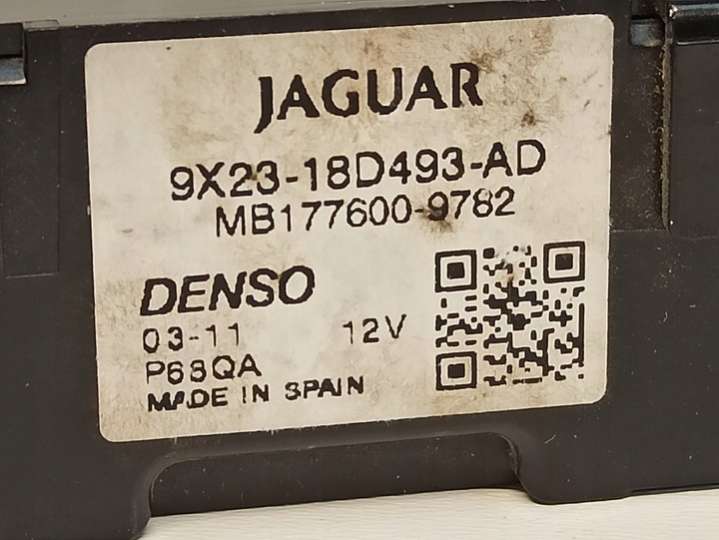 JAGUAR
9X23-18D493-AD
MB177600-9782
DENSO
03-11 12V
P68QA
MADE IN SPAIN